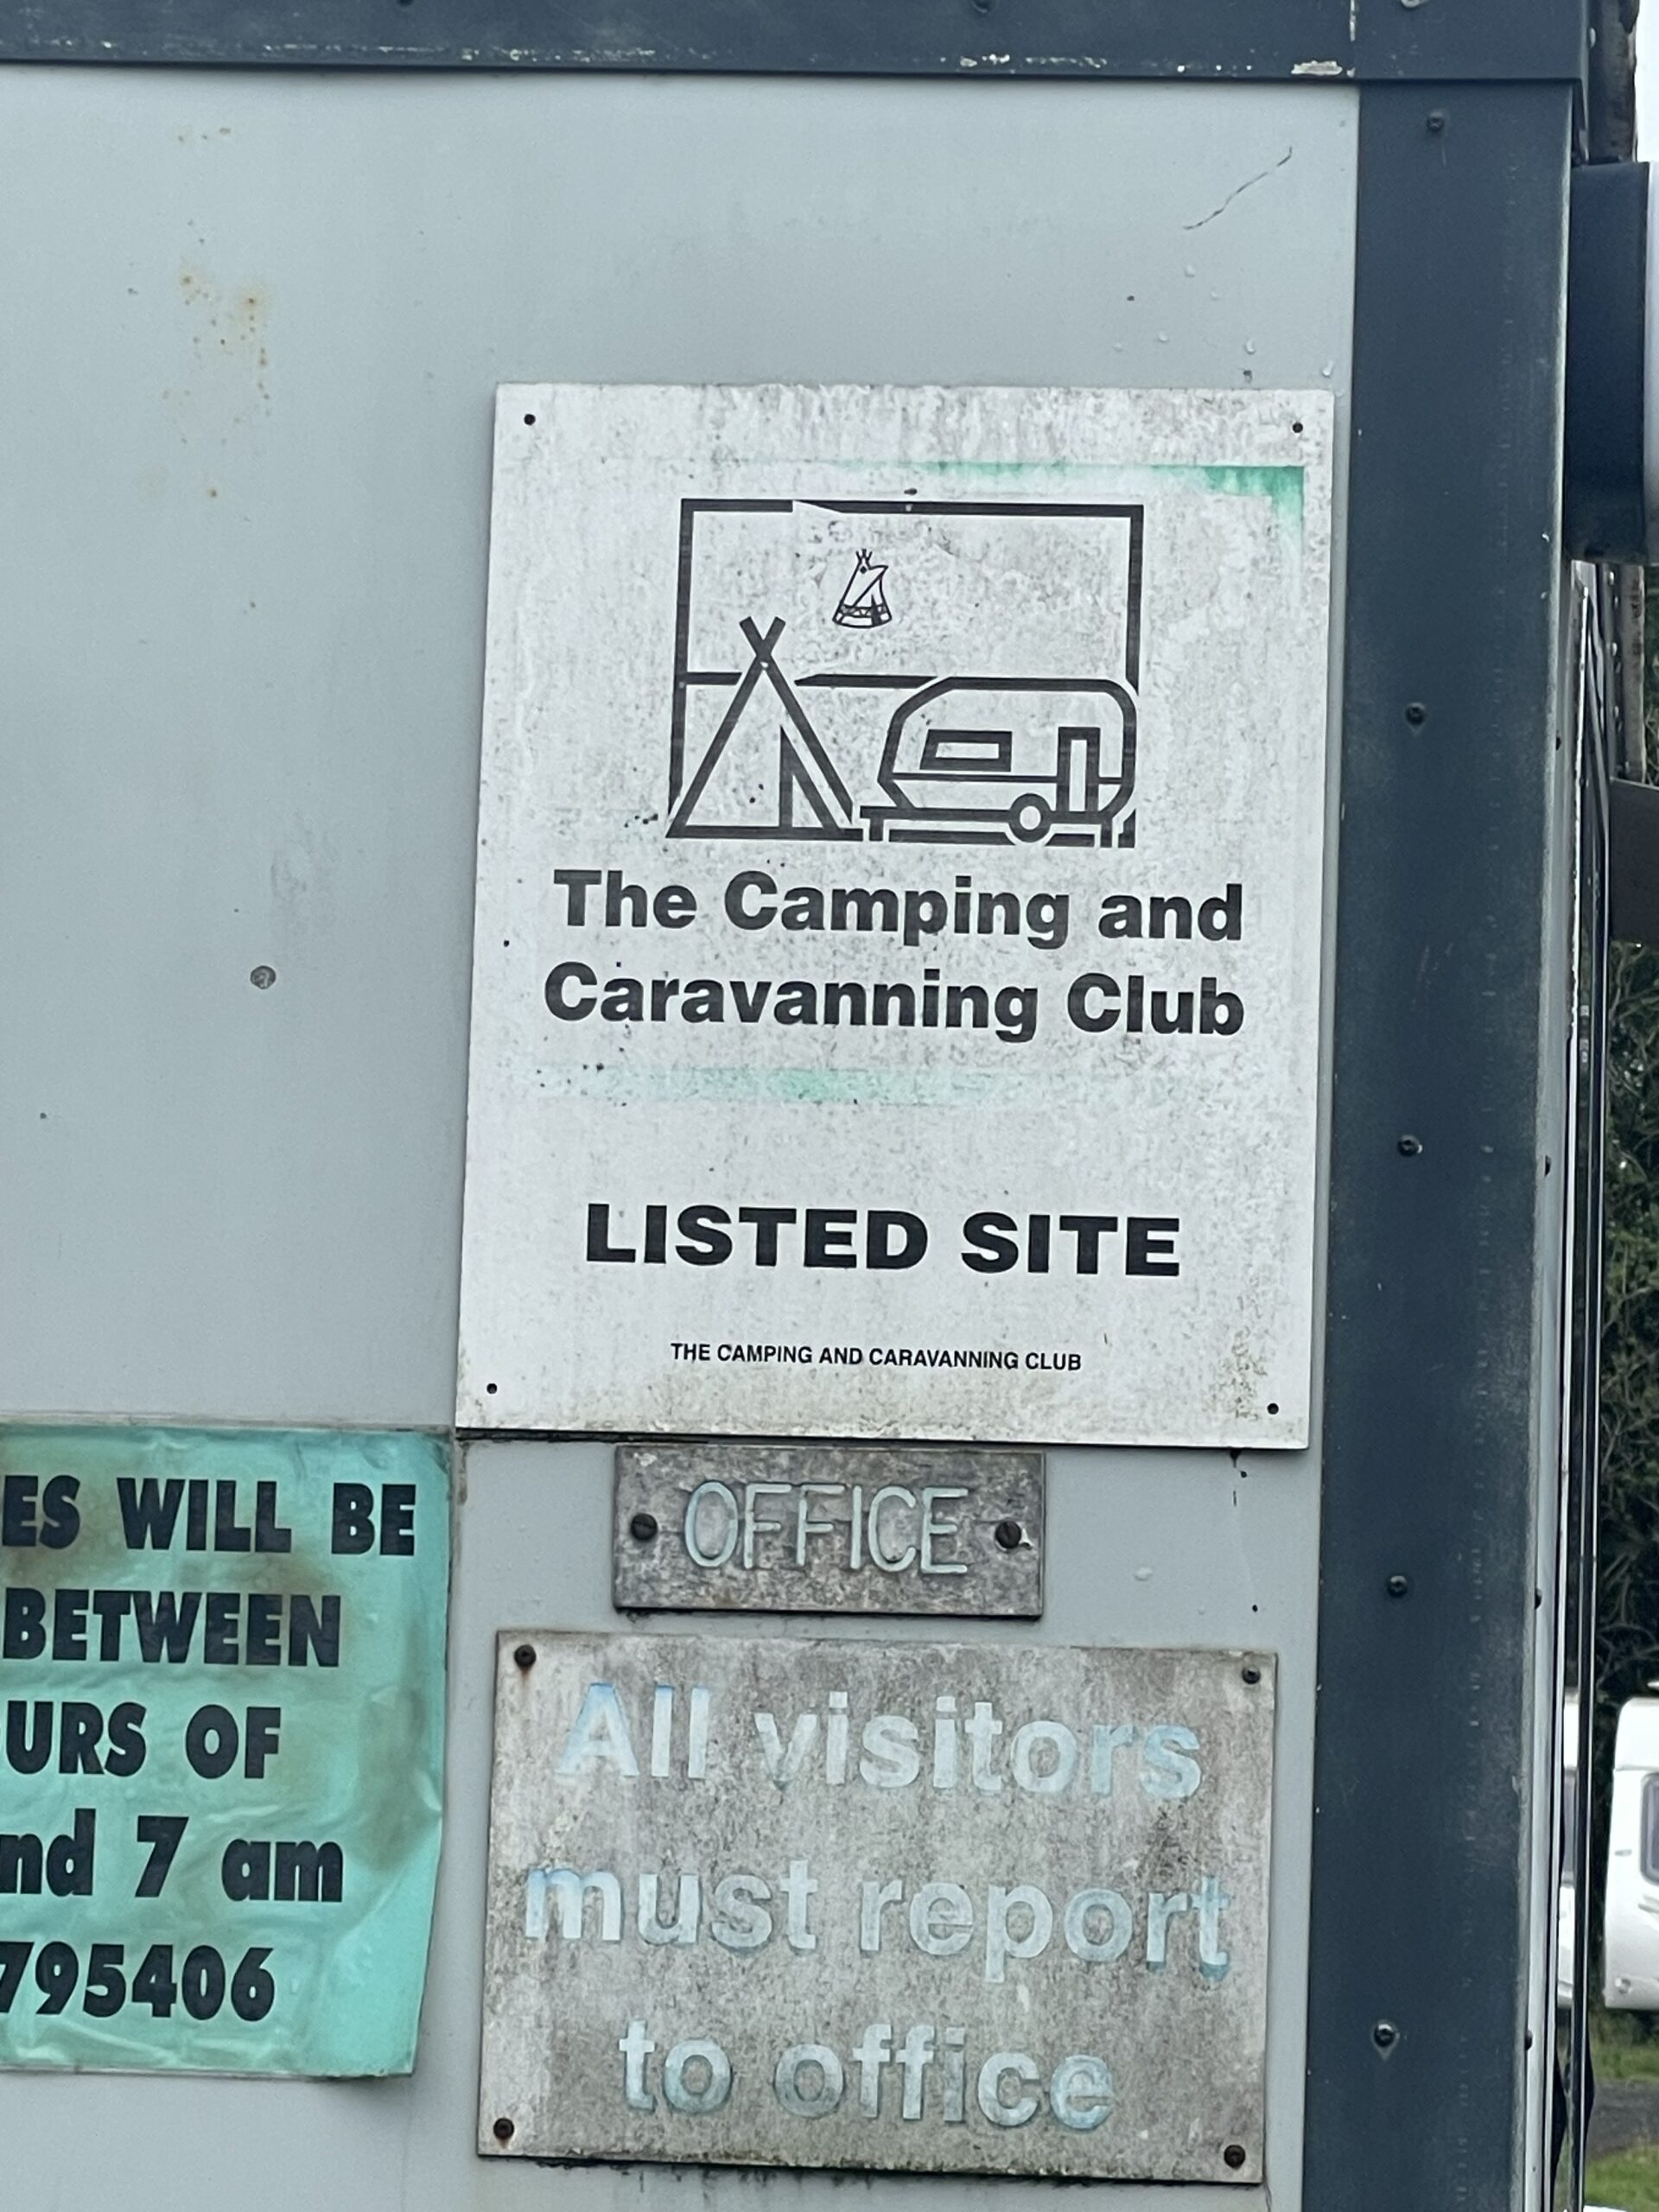 The Camping and
Caravanning Club
LISTED SITE
THE CAMPING AND CARAVANNING CLUB
OFFICE
All visitors
must report
to office
ES WILL BE
BETWEEN
URS OF
nd 7 am
795406